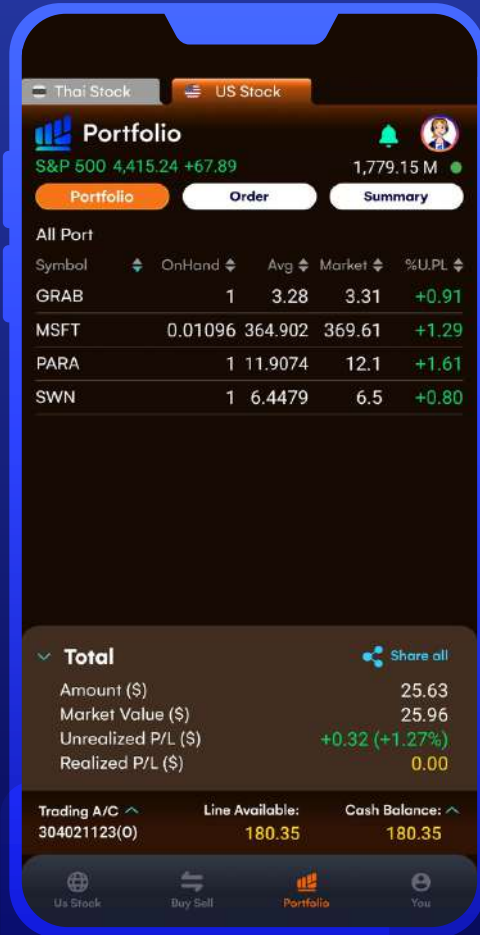 Thai Stock US Stock
Portfolio
S&P 500 4,415.24 +67.89 1,779.15 M
Portfolio Order Summary
All Port
Symbol OnHand Avg Market %U.PL
GRAB 1 3.28 3.31 +0.91
MSFT 0.01096 364.902 369.61 +1.29
PARA 1 11.9074 12.1 +1.61
SWN 1 6.4479 6.5 +0.80
Total Share all
Amount ($) 25.63
Market Value ($) 25.96
Unrealized P/L ($) +0.32 (+1.27%)
Realized P/L ($) 0.00
Trading A/C Line Available: Cash Balance:
304021123(O) 180.35 180.35
Us Stock Buy Sell Portfolio You